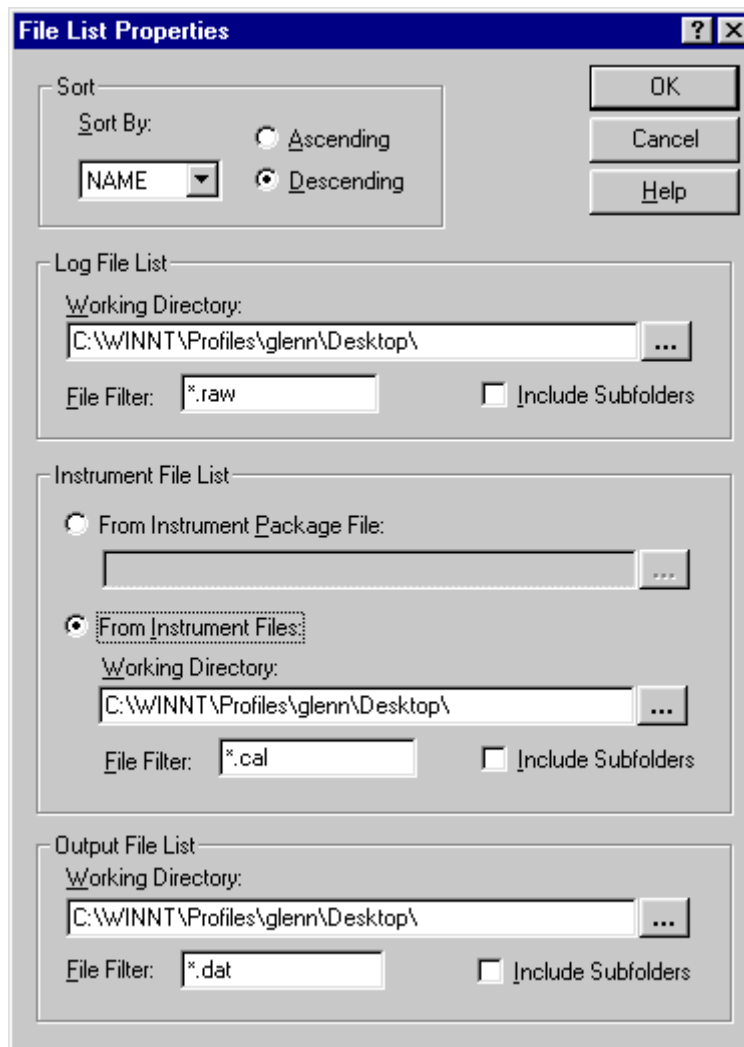 File List Properties
Sort
Sort By:
NAME
Ascending
Descending
OK
Cancel
Help
Log File List
Working Directory:
C:\WINNT\Profiles\glenn\Desktop\
...
File Filter:
*.raw
Include Subfolders
Instrument File List
From Instrument Package File:
...
From Instrument Files:
Working Directory:
C:\WINNT\Profiles\glenn\Desktop\
...
File Filter:
*.cal
Include Subfolders
Output File List
Working Directory:
C:\WINNT\Profiles\glenn\Desktop\
...
File Filter:
*.dat
Include Subfolders